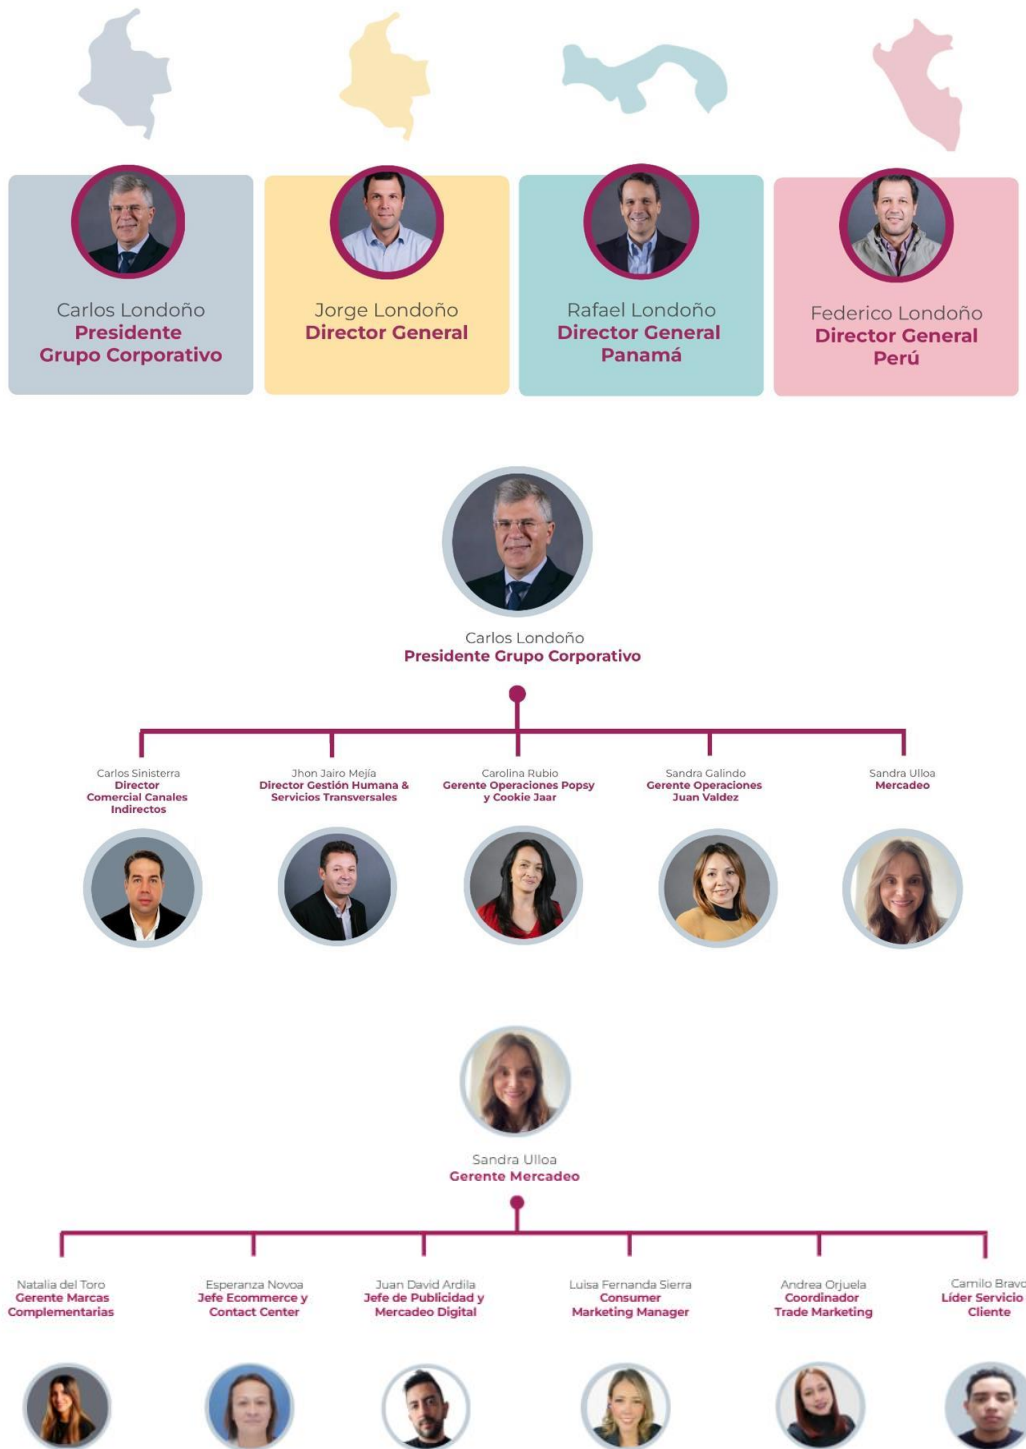 Carlos Londoño
Presidente
Grupo Corporativo
Jorge Londoño
Director General
Rafael Londoño
Director General
Panamá
Federico Londoño
Director General
Perú
Carlos Londoño
Presidente Grupo Corporativo
Carlos Sinisterra
Director
Comercial Canales
Indirectos
Jhon Jairo Mejía
Director Gestión Humana &
Servicios Transversales
Carolina Rubio
Gerente Operaciones Popsy
y Cookie Jaar
Sandra Galindo
Gerente Operaciones
Juan Valdez
Sandra Ulloa
Mercadeo
Sandra Ulloa
Gerente Mercadeo
Natalia del Toro
Gerente Marcas
Complementarias
Esperanza Novoa
Jefe Ecommerce y
Contact Center
Juan David Ardila
Jefe de Publicidad y
Mercadeo Digital
Luisa Fernanda Sierra
Consumer
Marketing Manager
Andrea Orjuela
Coordinador
Trade Marketing
Camilo Bravo
Líder Servicio
Cliente